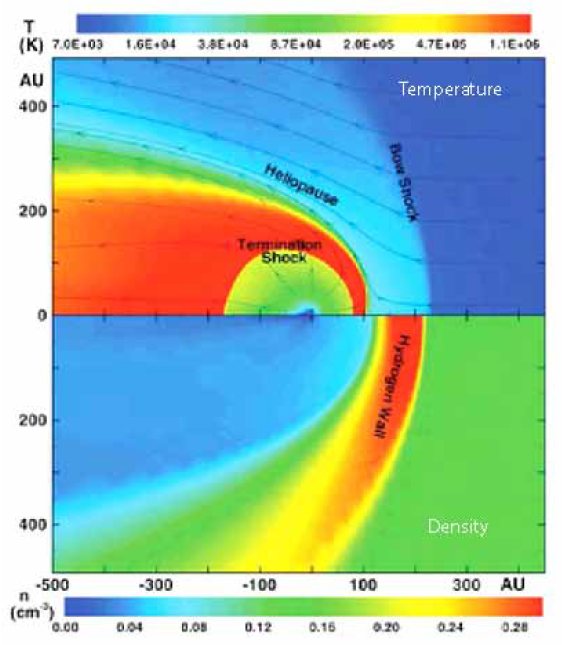 T
(K)
7.0E+03 1.6E+04 3.8E+04 8.7E+04 2.0E+05 4.7E+05 1.1E+06
AU
Temperature
400
Bow Shock
Heliopause
200
Termination
Shock
0
Hydrogen Wall
200
400
Density
-500 -300 -100 100 300 AU
n
(cm⁻³)
0.00 0.04 0.08 0.12 0.16 0.20 0.24 0.28